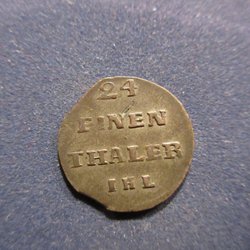 24
EINEN
THALER
IHL